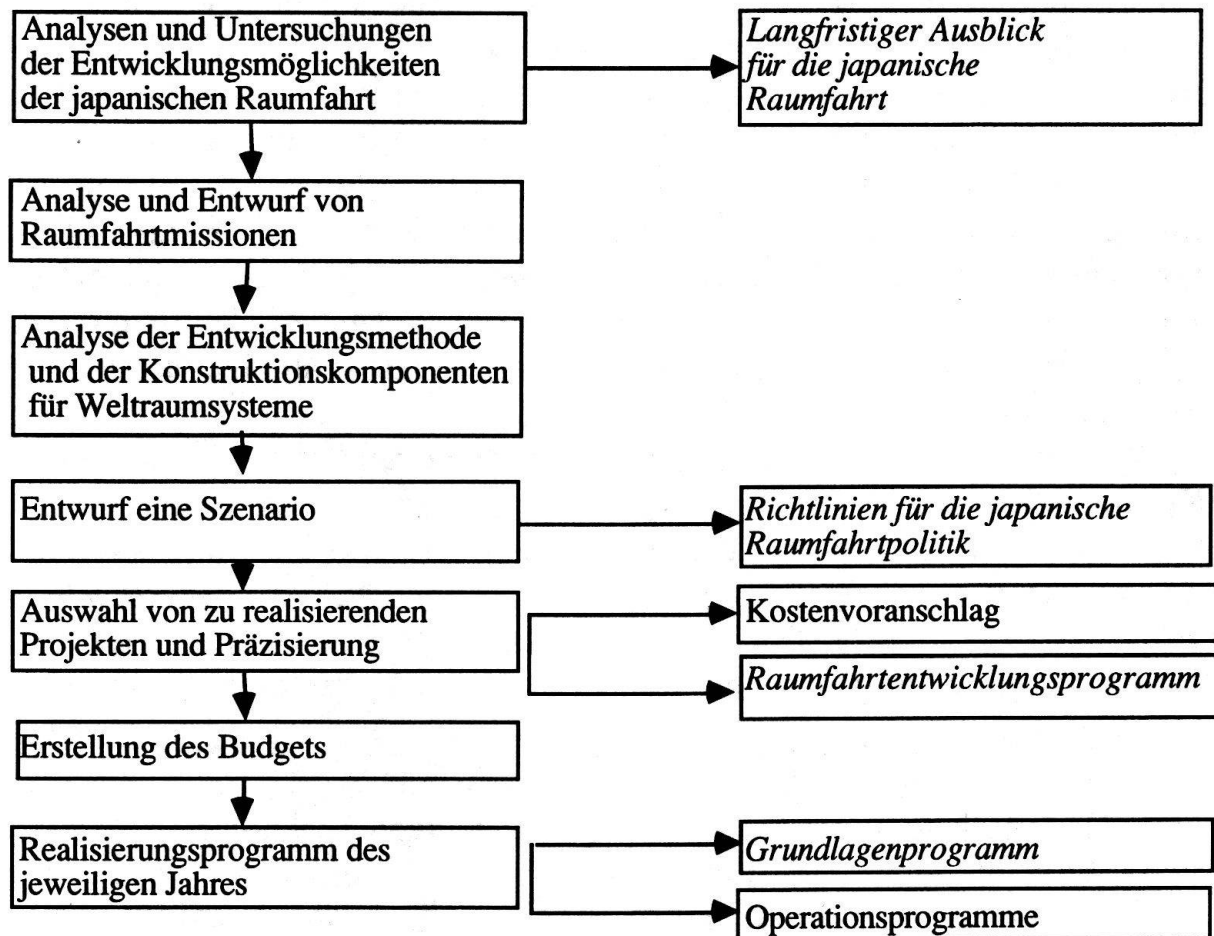 Analysen und Untersuchungen
der Entwicklungsmöglichkeiten
der japanischen Raumfahrt
Langfristiger Ausblick
für die japanische
Raumfahrt
Analyse und Entwurf von
Raumfahrtmissionen
Analyse der Entwicklungsmethode
und der Konstruktionskomponenten
für Weltraumsysteme
Entwurf eine Szenario
Richtlinien für die japanische
Raumfahrtpolitik
Auswahl von zu realisierenden
Projekten und Präzisierung
Kostenvoranschlag
Raumfahrtentwicklungsprogramm
Erstellung des Budgets
Realisierungsprogramm des
jeweiligen Jahres
Grundlagenprogramm
Operationsprogramme